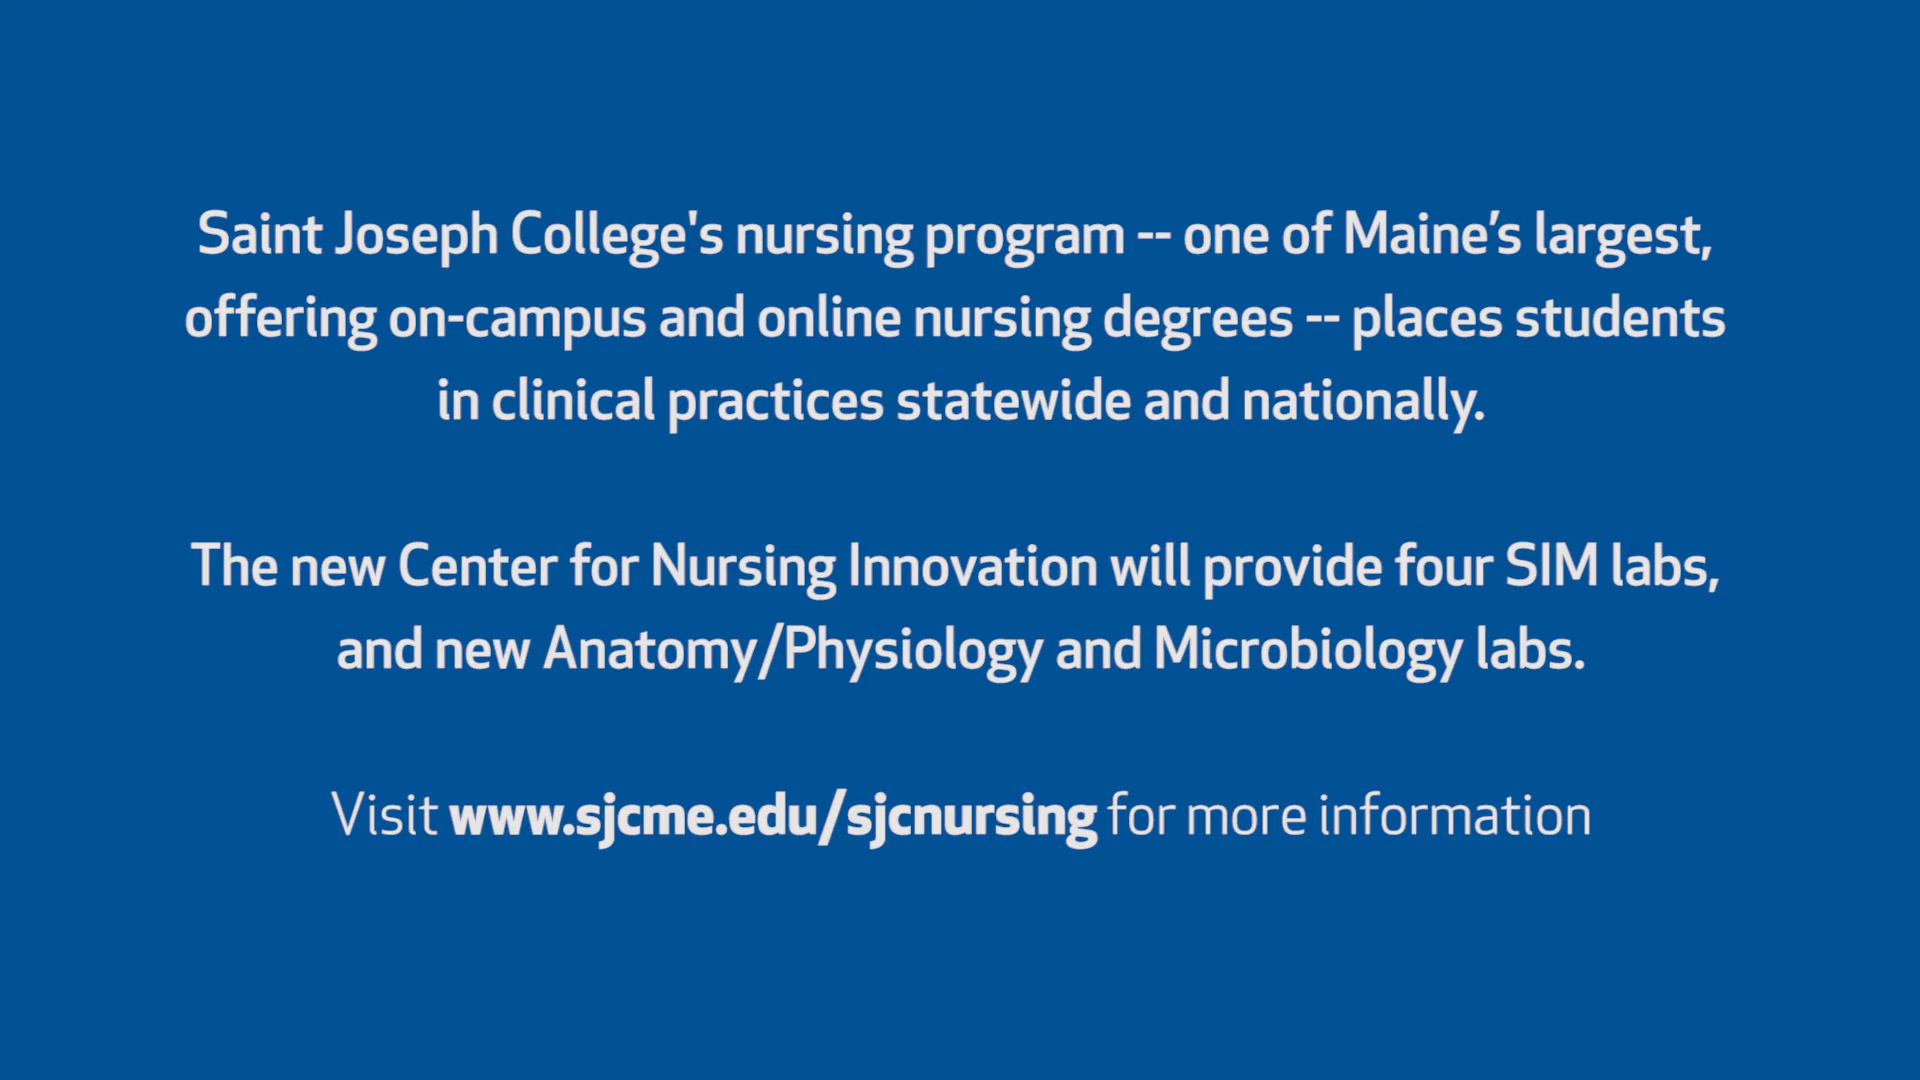 Saint Joseph College's nursing program -- one of Maine’s largest,
offering on-campus and online nursing degrees -- places students
in clinical practices statewide and nationally.
The new Center for Nursing Innovation will provide four SIM labs,
and new Anatomy/Physiology and Microbiology labs.
Visit www.sjcme.edu/sjcnursing for more information